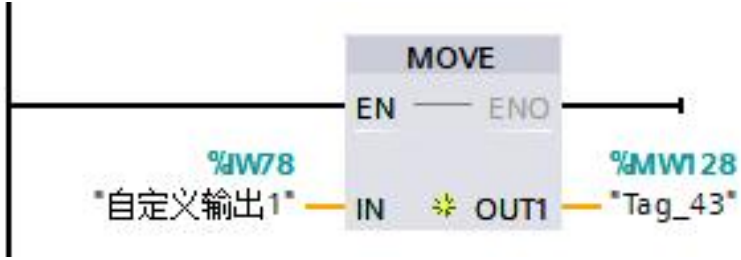 MOVE
EN ENO
%IW78
"自定义输出1" IN OUT1
%MW128
"Tag_43"